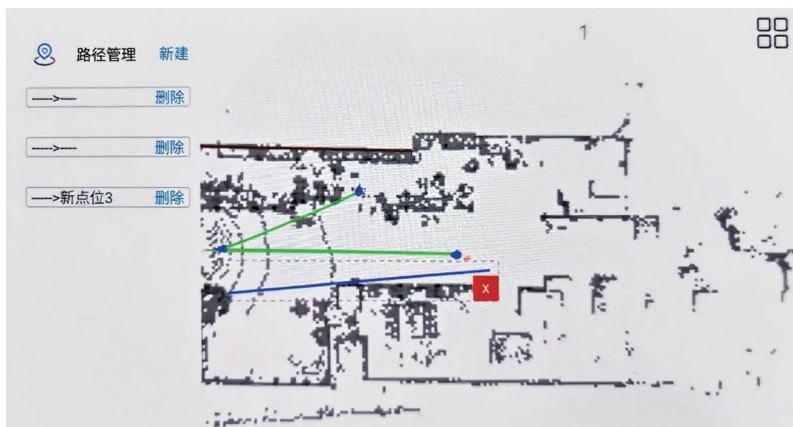 1
路径管理 新建
----->--- 删除
----->--- 删除
----->新点位3 删除
x